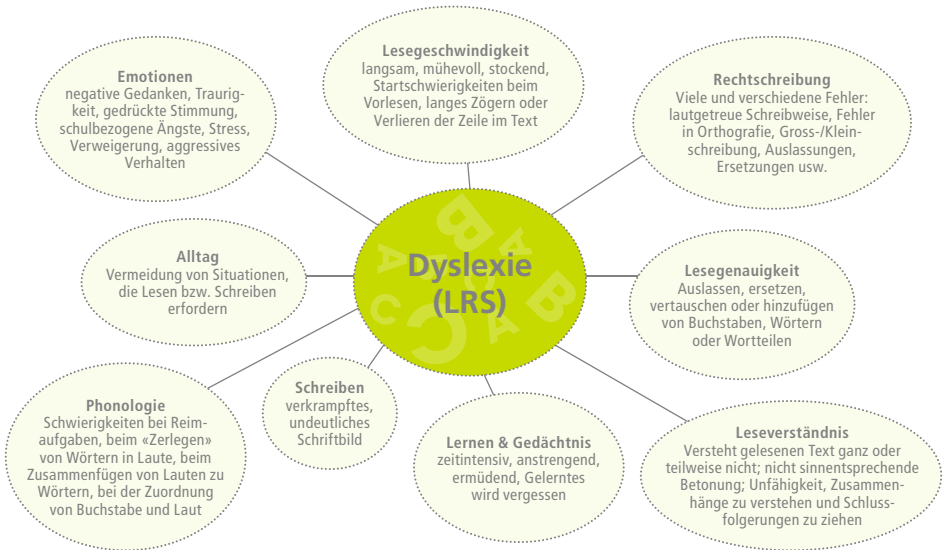 Lesegeschwindigkeit
langsam, mühevoll, stockend,
Startschwierigkeiten beim
Vorlesen, langes Zögern oder
Verlieren der Zeile im Text
Emotionen
negative Gedanken, Traurig-
keit, gedrückte Stimmung,
schulbezogene Ängste, Stress,
Verweigerung, aggressives
Verhalten
Rechtschreibung
Viele und verschiedene Fehler:
lautgetreue Schreibweise, Fehler
in Orthografie, Gross-/Klein-
schreibung, Auslassungen,
Ersetzungen usw.
Alltag
Vermeidung von Situationen,
die Lesen bzw. Schreiben
erfordern
Dyslexie
(LRS)
Lesegenauigkeit
Auslassen, ersetzen,
vertauschen oder hinzufügen
von Buchstaben, Wörtern
oder Wortteilen
Phonologie
Schwierigkeiten bei Reim-
aufgaben, beim «Zerlegen»
von Wörtern in Laute, beim
Zusammenfügen von Lauten zu
Wörtern, bei der Zuordnung
von Buchstabe und Laut
Schreiben
verkrampftes,
undeutliches
Schriftbild
Lernen & Gedächtnis
zeitintensiv, anstrengend,
ermüdend, Gelerntes
wird vergessen
Leseverständnis
Versteht gelesenen Text ganz oder
teilweise nicht; nicht sinnentsprechende
Betonung; Unfähigkeit, Zusammen-
hänge zu verstehen und Schluss-
folgerungen zu ziehen